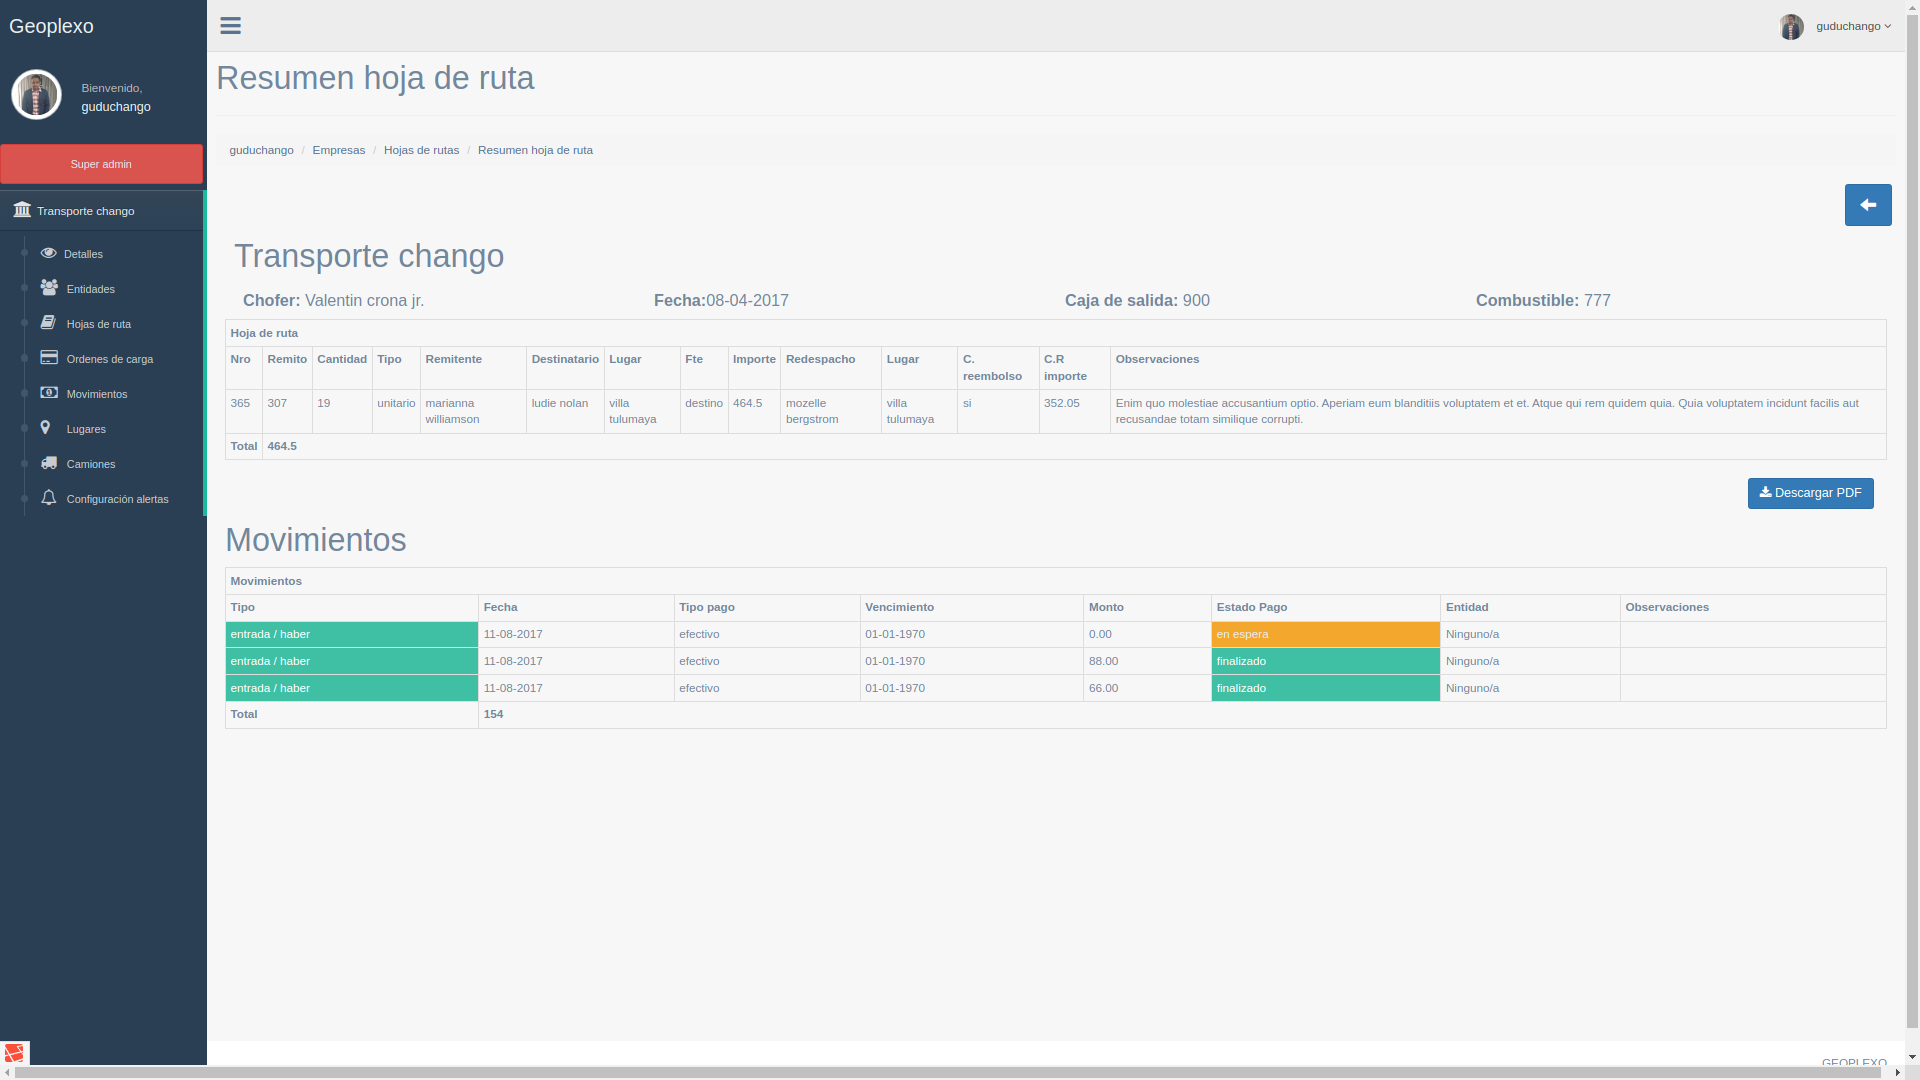 Geoplexo
guduchango
Bienvenido,
guduchango
Super admin
Transporte chango
Detalles
Entidades
Hojas de ruta
Ordenes de carga
Movimientos
Lugares
Camiones
Configuración alertas
Resumen hoja de ruta
guduchango / Empresas / Hojas de rutas / Resumen hoja de ruta
Transporte chango
Chofer: Valentin crona jr. Fecha:08-04-2017 Caja de salida: 900 Combustible: 777
Hoja de ruta
Nro Remito Cantidad Tipo Remitente Destinatario Lugar Fte Importe Redespacho Lugar C. reembolso C.R importe Observaciones
365 307 19 unitario marianna williamson ludie nolan villa tulumaya destino 464.5 mozelle bergstrom villa tulumaya si 352.05 Enim quo molestiae accusantium optio. Aperiam eum blanditiis voluptatem et et. Atque qui rem quidem quia. Quia voluptatem incidunt facilis aut
recusandae totam similique corrupti.
Total 464.5
Descargar PDF
Movimientos
Movimientos
Tipo Fecha Tipo pago Vencimiento Monto Estado Pago Entidad Observaciones
entrada / haber 11-08-2017 efectivo 01-01-1970 0.00 en espera Ninguno/a
entrada / haber 11-08-2017 efectivo 01-01-1970 88.00 finalizado Ninguno/a
entrada / haber 11-08-2017 efectivo 01-01-1970 66.00 finalizado Ninguno/a
Total 154
GEOPLEXO